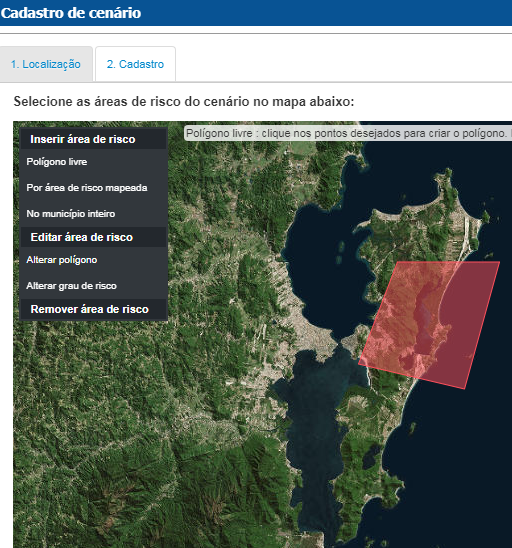 Cadastro de cenário
1. Localização
2. Cadastro
Selecione as áreas de risco do cenário no mapa abaixo:
Inserir área de risco
Polígono livre : clique nos pontos desejados para criar o polígono.
Polígono livre
Por área de risco mapeada
No município inteiro
Editar área de risco
Alterar polígono
Alterar grau de risco
Remover área de risco